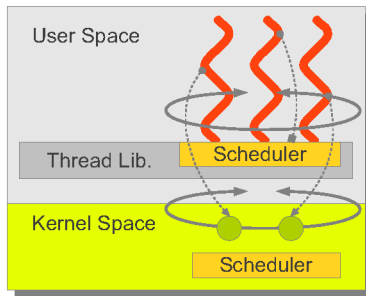 User Space
Thread Lib.
Scheduler
Kernel Space
Scheduler